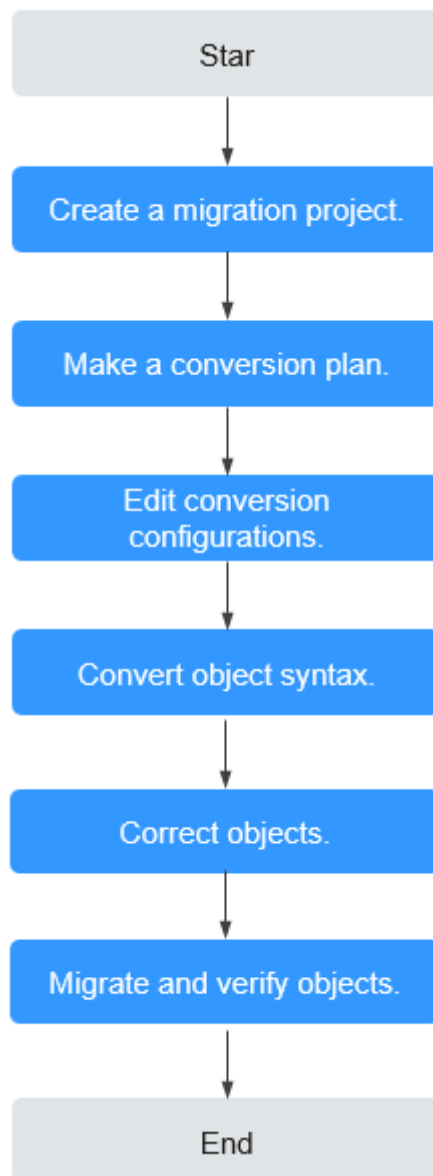 Star
Create a migration project.
Make a conversion plan.
Edit conversion
configurations.
Convert object syntax.
Correct objects.
Migrate and verify objects.
End